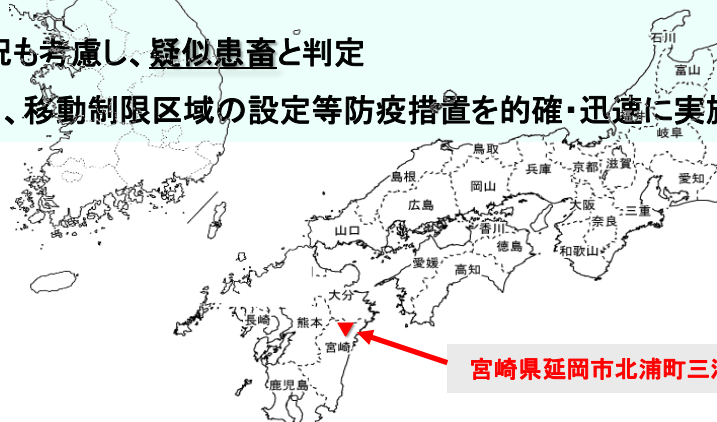 況も考慮し、疑似患畜と判定
、移動制限区域の設定等防疫措置を的確・迅速に実施
石川
富山
岐阜
鳥取
島根
兵庫
京都
滋賀
岡山
愛知
広島
大阪
三重
奈良
山口
香川
徳島
和歌山
愛媛
高知
大分
長崎
熊本
宮崎
宮崎県延岡市北浦町三
鹿児島